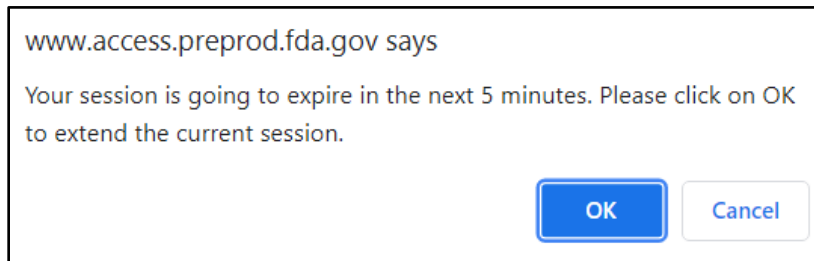 www.access.preprod.fda.gov says
Your session is going to expire in the next 5 minutes. Please click on OK
to extend the current session.
OK
Cancel